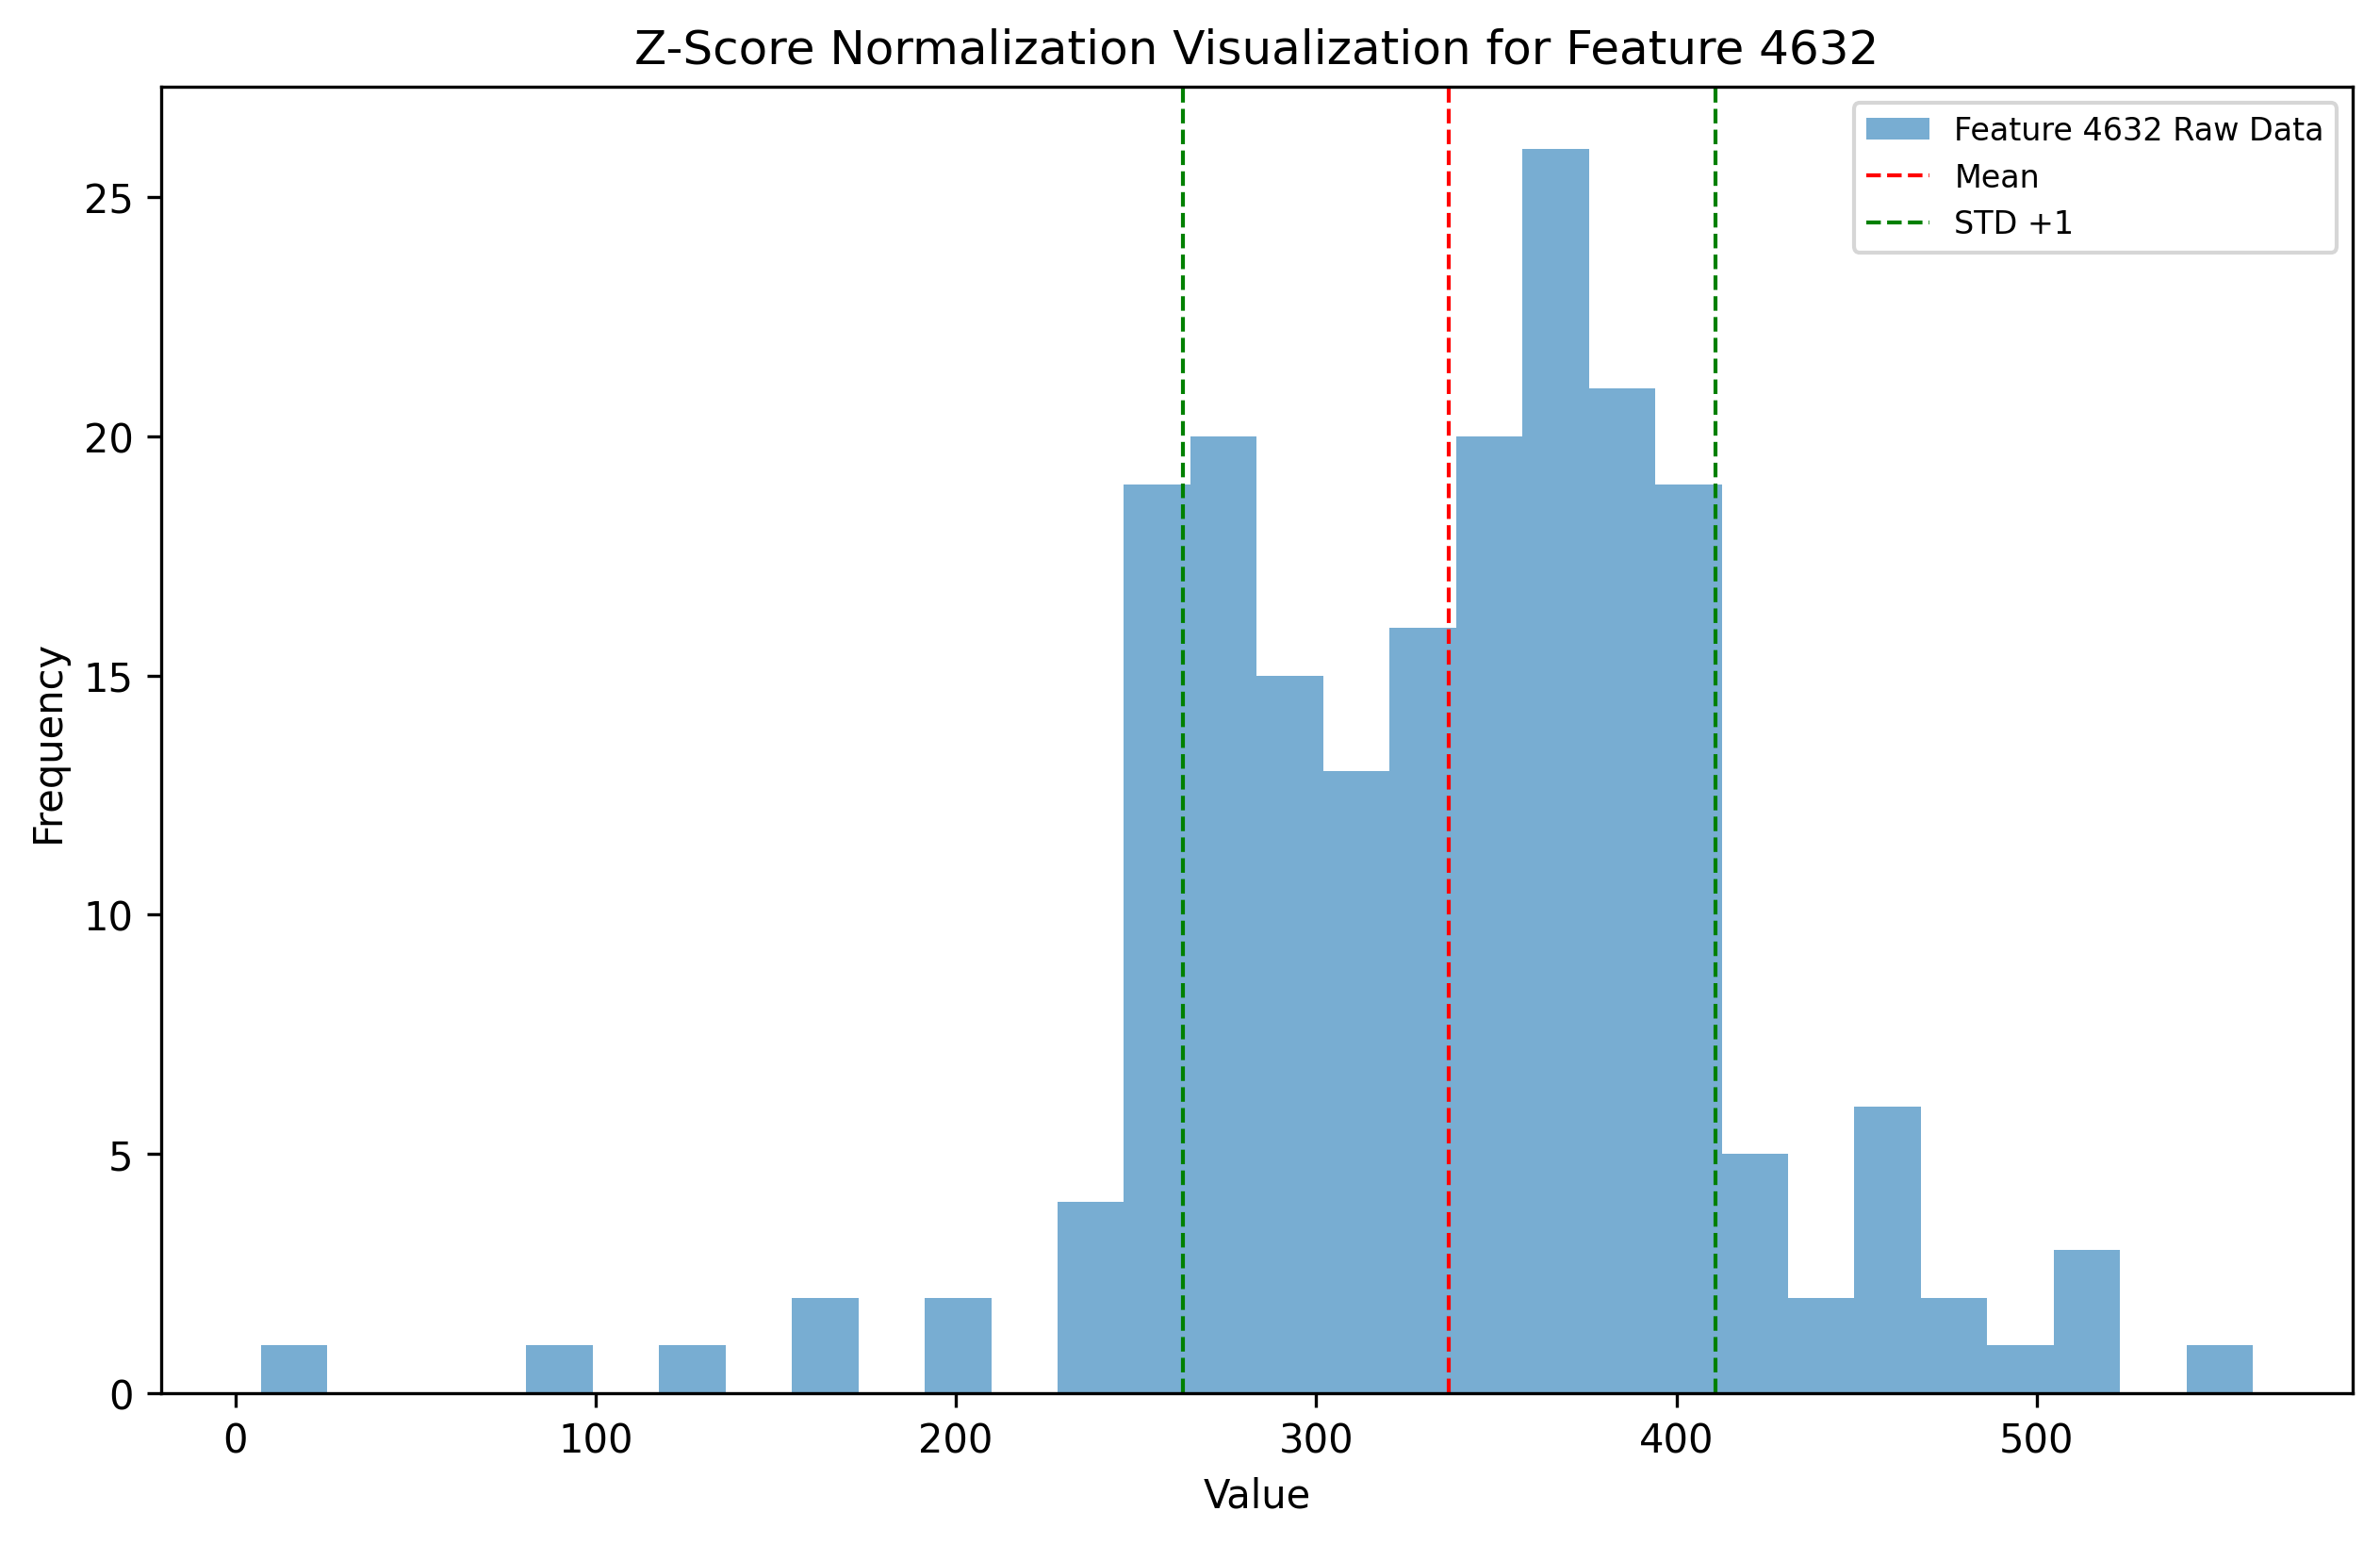 Z-Score Normalization Visualization for Feature 4632
Feature 4632 Raw Data
Mean
STD +1
Frequency
25
20
15
10
5
0
0 100 200 300 400 500
Value